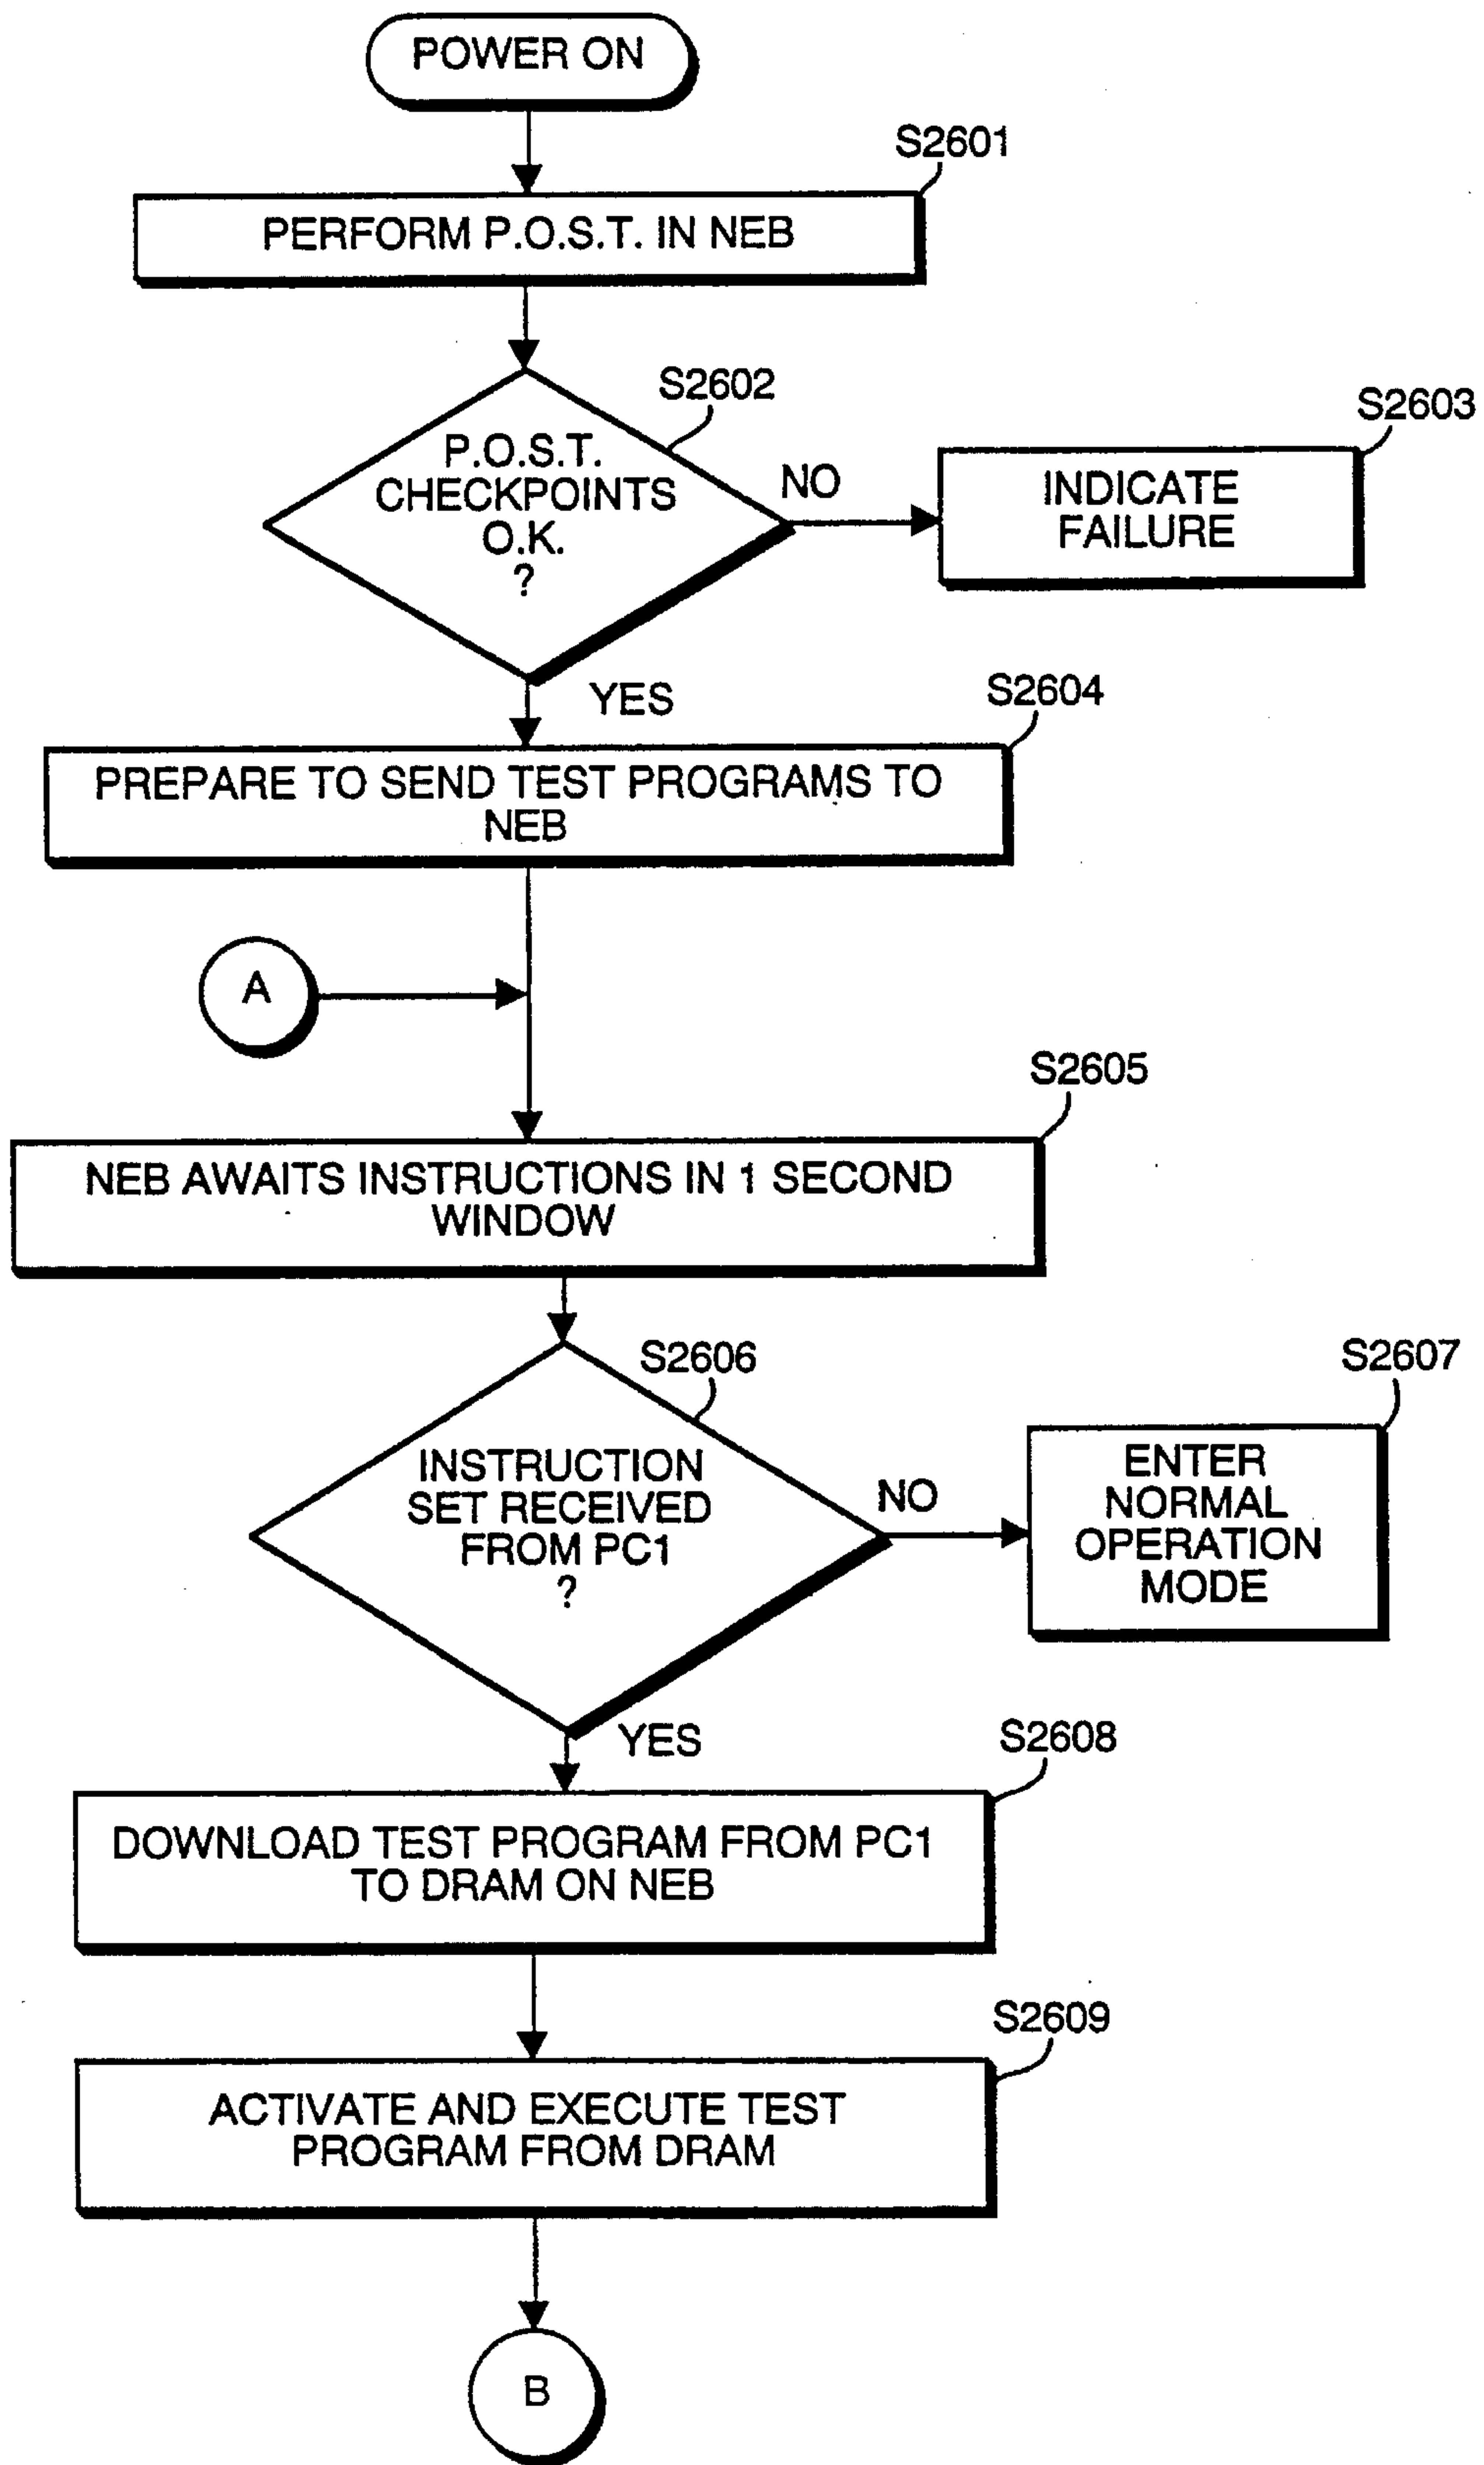 POWER ON
S2601
PERFORM P.O.S.T. IN NEB
S2602
P.O.S.T.
CHECKPOINTS
O.K.
?
NO
S2603
INDICATE
FAILURE
YES
S2604
PREPARE TO SEND TEST PROGRAMS TO
NEB
A
S2605
NEB AWAITS INSTRUCTIONS IN 1 SECOND
WINDOW
S2606
INSTRUCTION
SET RECEIVED
FROM PC1
?
NO
S2607
ENTER
NORMAL
OPERATION
MODE
YES
S2608
DOWNLOAD TEST PROGRAM FROM PC1
TO DRAM ON NEB
S2609
ACTIVATE AND EXECUTE TEST
PROGRAM FROM DRAM
B